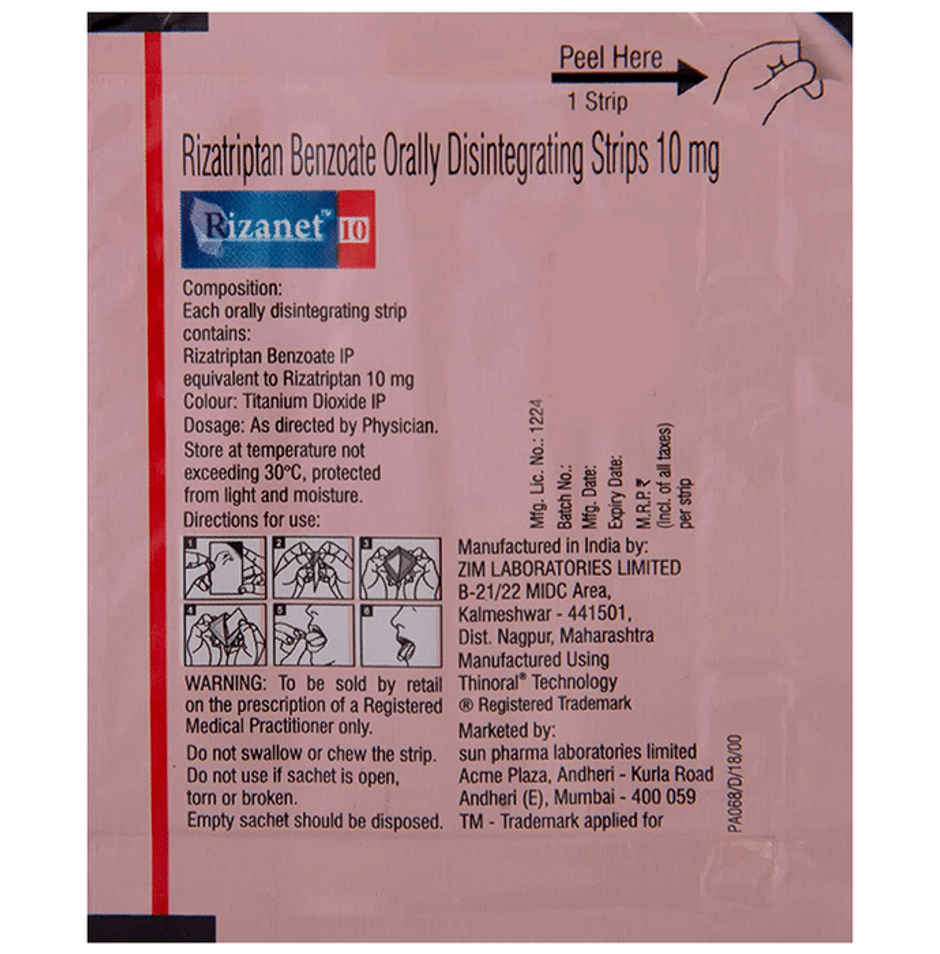 Peel Here
1 Strip
Rizatriptan Benzoate Orally Disintegrating Strips 10 mg
Rizanet™ 10
Composition:
Each orally disintegrating strip
contains:
Rizatriptan Benzoate IP
equivalent to Rizatriptan 10 mg
Colour: Titanium Dioxide IP
Dosage: As directed by Physician.
Store at temperature not
exceeding 30°C, protected
from light and moisture.
Directions for use:
1 2 3
4 5 6
WARNING: To be sold by retail
on the prescription of a Registered
Medical Practitioner only.
Do not swallow or chew the strip.
Do not use if sachet is open,
torn or broken.
Empty sachet should be disposed.
Mfg. Lic. No.: 1224
Batch No.:
Mfg. Date:
Expiry Date:
M.R.P.₹
(Incl. of all taxes)
per strip
Manufactured in India by:
ZIM LABORATORIES LIMITED
B-21/22 MIDC Area,
Kalmeshwar - 441501,
Dist. Nagpur, Maharashtra
Manufactured Using
Thinoral® Technology
® Registered Trademark
Marketed by:
sun pharma laboratories limited
Acme Plaza, Andheri - Kurla Road
Andheri (E), Mumbai - 400 059
TM - Trademark applied for
PA068/D/18/00